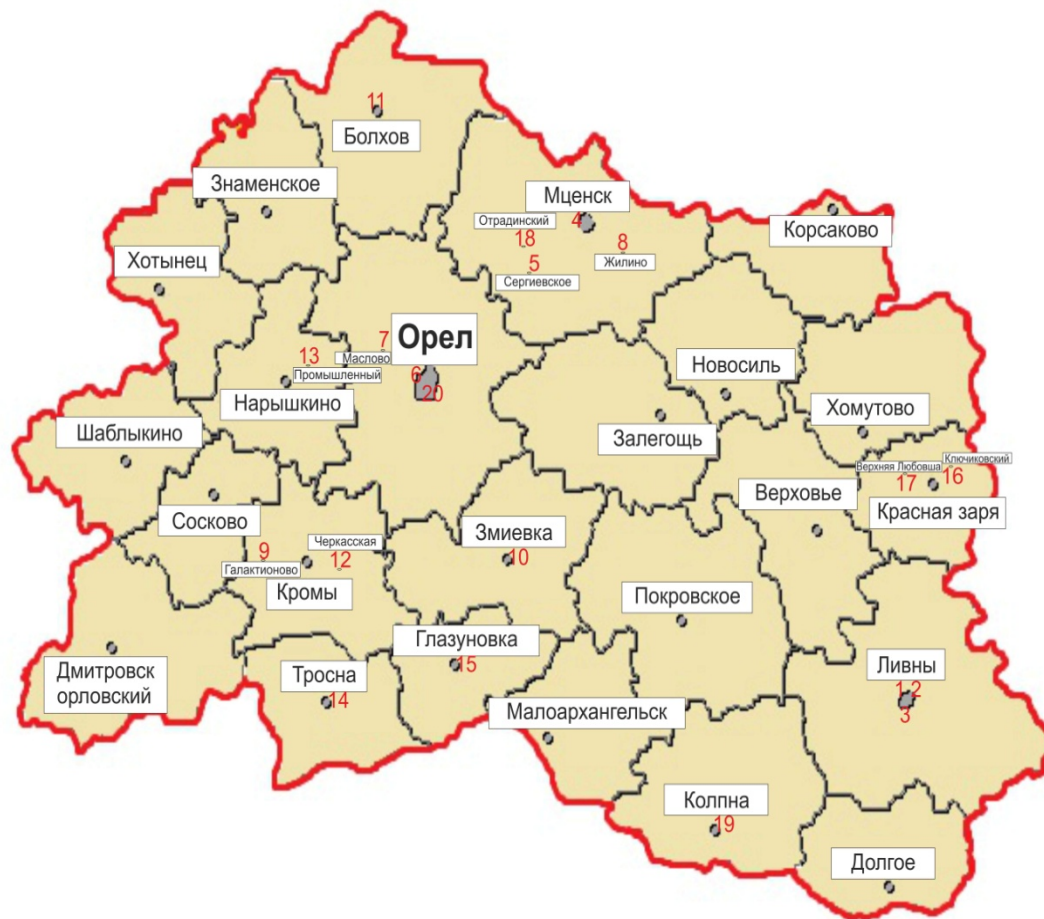 11
Болхов
Знаменское
Мценск
Отрадинский
4
18
8
Жилино
5
Сергиевское
Корсаково
Хотынец
Орел
7
Маслово
13
Промышленный
6
20
Нарышкино
Новосиль
Залегощь
Хомутово
Шаблыкино
Верхняя Любовша
Ключиковский
17
16
Красная заря
Верховье
Сосково
Змиевка
10
Черкасская
9
12
Галактионово
Кромы
Покровское
Глазуновка
15
Дмитровск
орловский
Тросна
14
Ливны
1,2
3
Малоархангельск
Колпна
19
Долгое